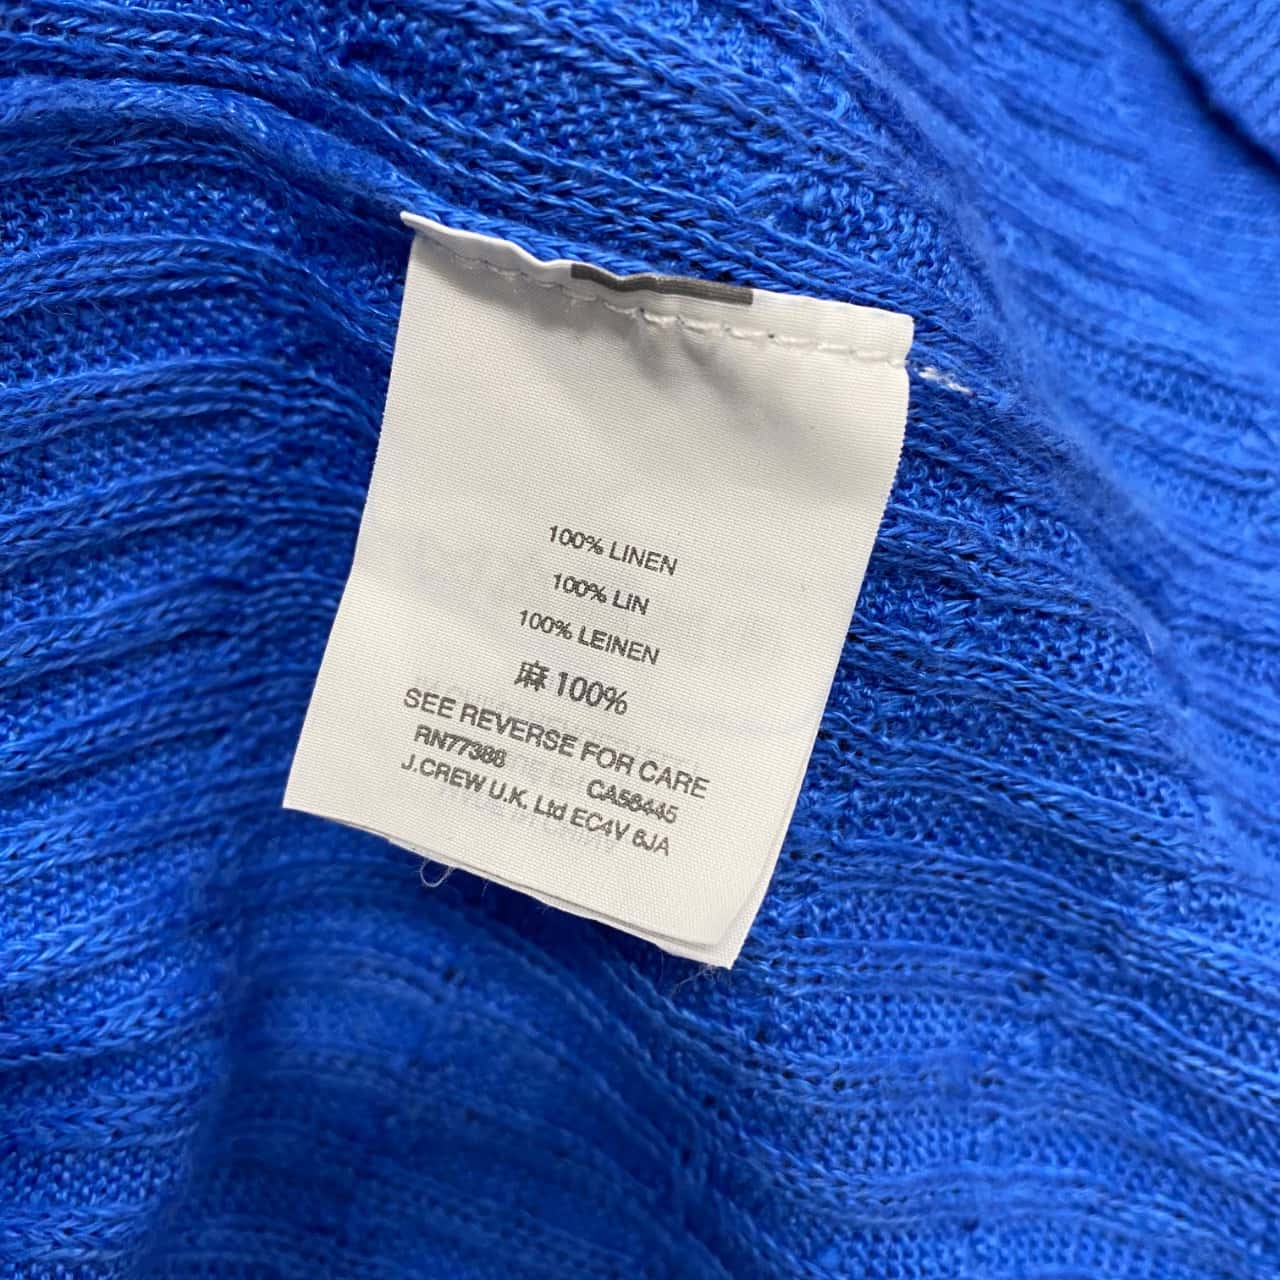 100% LINEN
100% LIN
100% LEINEN
麻 100%
SEE REVERSE FOR CARE
RN77388 CA56445
J.CREW U.K. Ltd EC4V 6JA